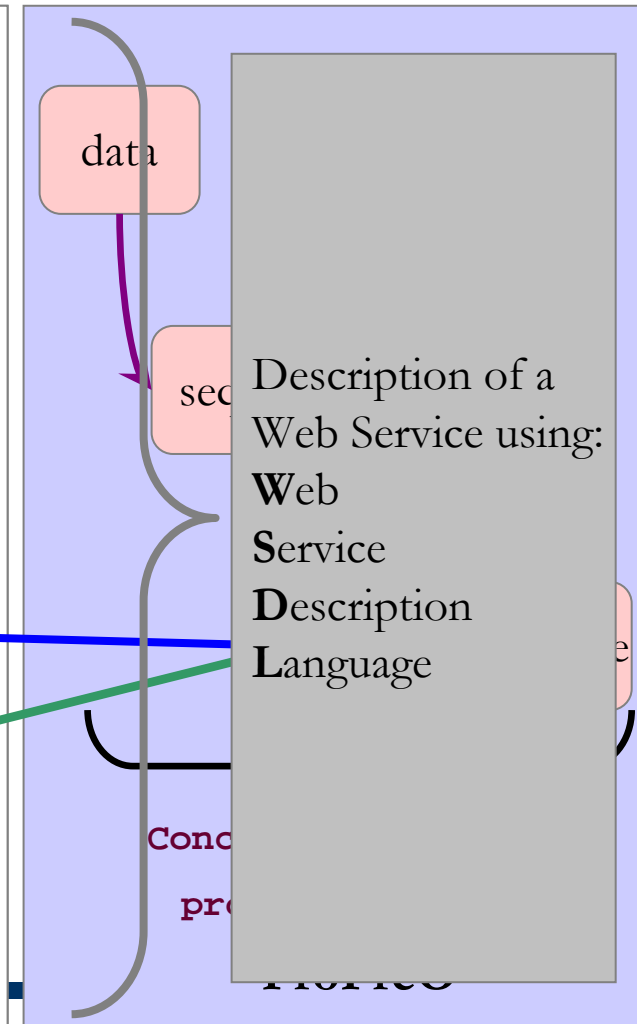 data
Description of a
Web Service using:
Web
Service
Description
Language